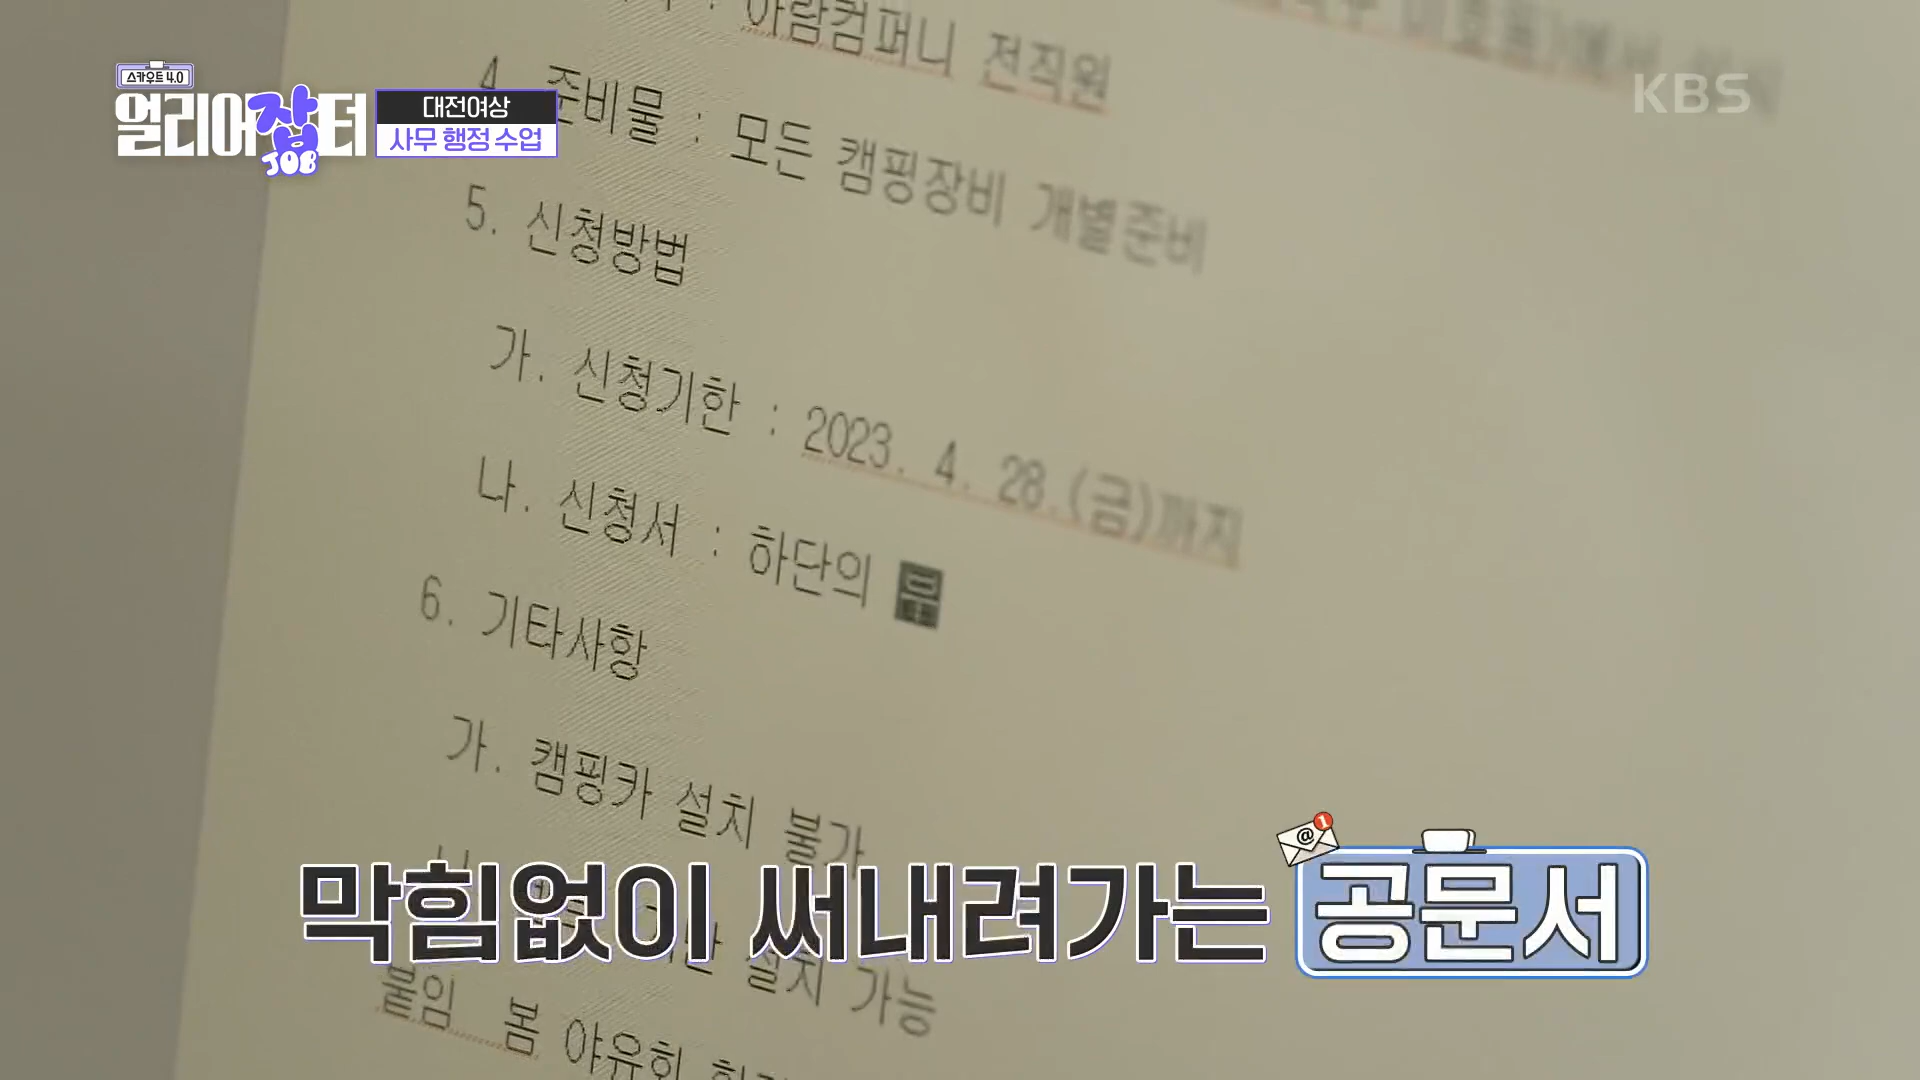 스카우트 4.0
얼리어잡터
JOB
대전여상
사무 행정 수업
KBS
아람컴퍼니 전직원
4. 준비물 : 모든 캠핑장비 개별준비
5. 신청방법
가. 신청기한 : 2023. 4. 28.(금)까지
나. 신청서 : 하단의
6. 기타사항
가. 캠핑카 설치 불가
설치 가능
붙임 봄 야유회
@ 1
막힘없이 써내려가는 공문서